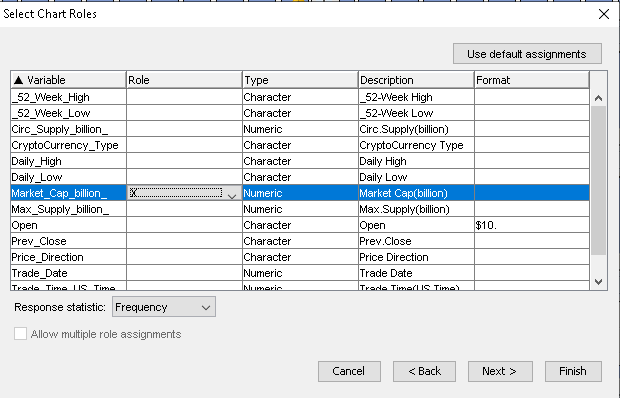 Select Chart Roles
Use default assignments
▲ Variable Role Type Description Format
_52_Week_High Character _52-Week High
_52_Week_Low Character _52-Week Low
Circ_Supply_billion_ Numeric Circ.Supply(billion)
CryptoCurrency_Type Character CryptoCurrency Type
Daily_High Character Daily High
Daily_Low Character Daily Low
Market_Cap_billion_ X Numeric Market Cap(billion)
Max_Supply_billion_ Numeric Max.Supply(billion)
Open Character Open $10.
Prev_Close Character Prev.Close
Price_Direction Character Price Direction
Trade_Date Numeric Trade Date
Trade_Time_US_Time_ Numeric Trade Time(US Time)
Response statistic: Frequency
Allow multiple role assignments
Cancel < Back Next > Finish